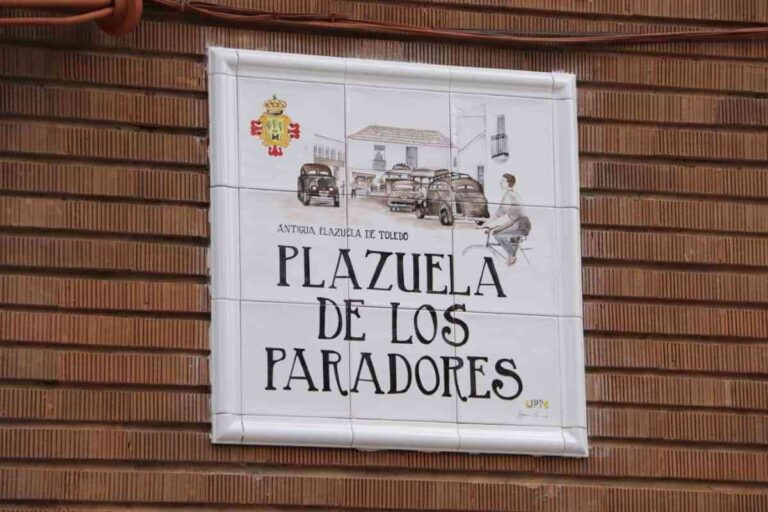 ANTIGUA PLAZUELA DE TOLEDO
PLAZUELA
DE LOS
PARADORES